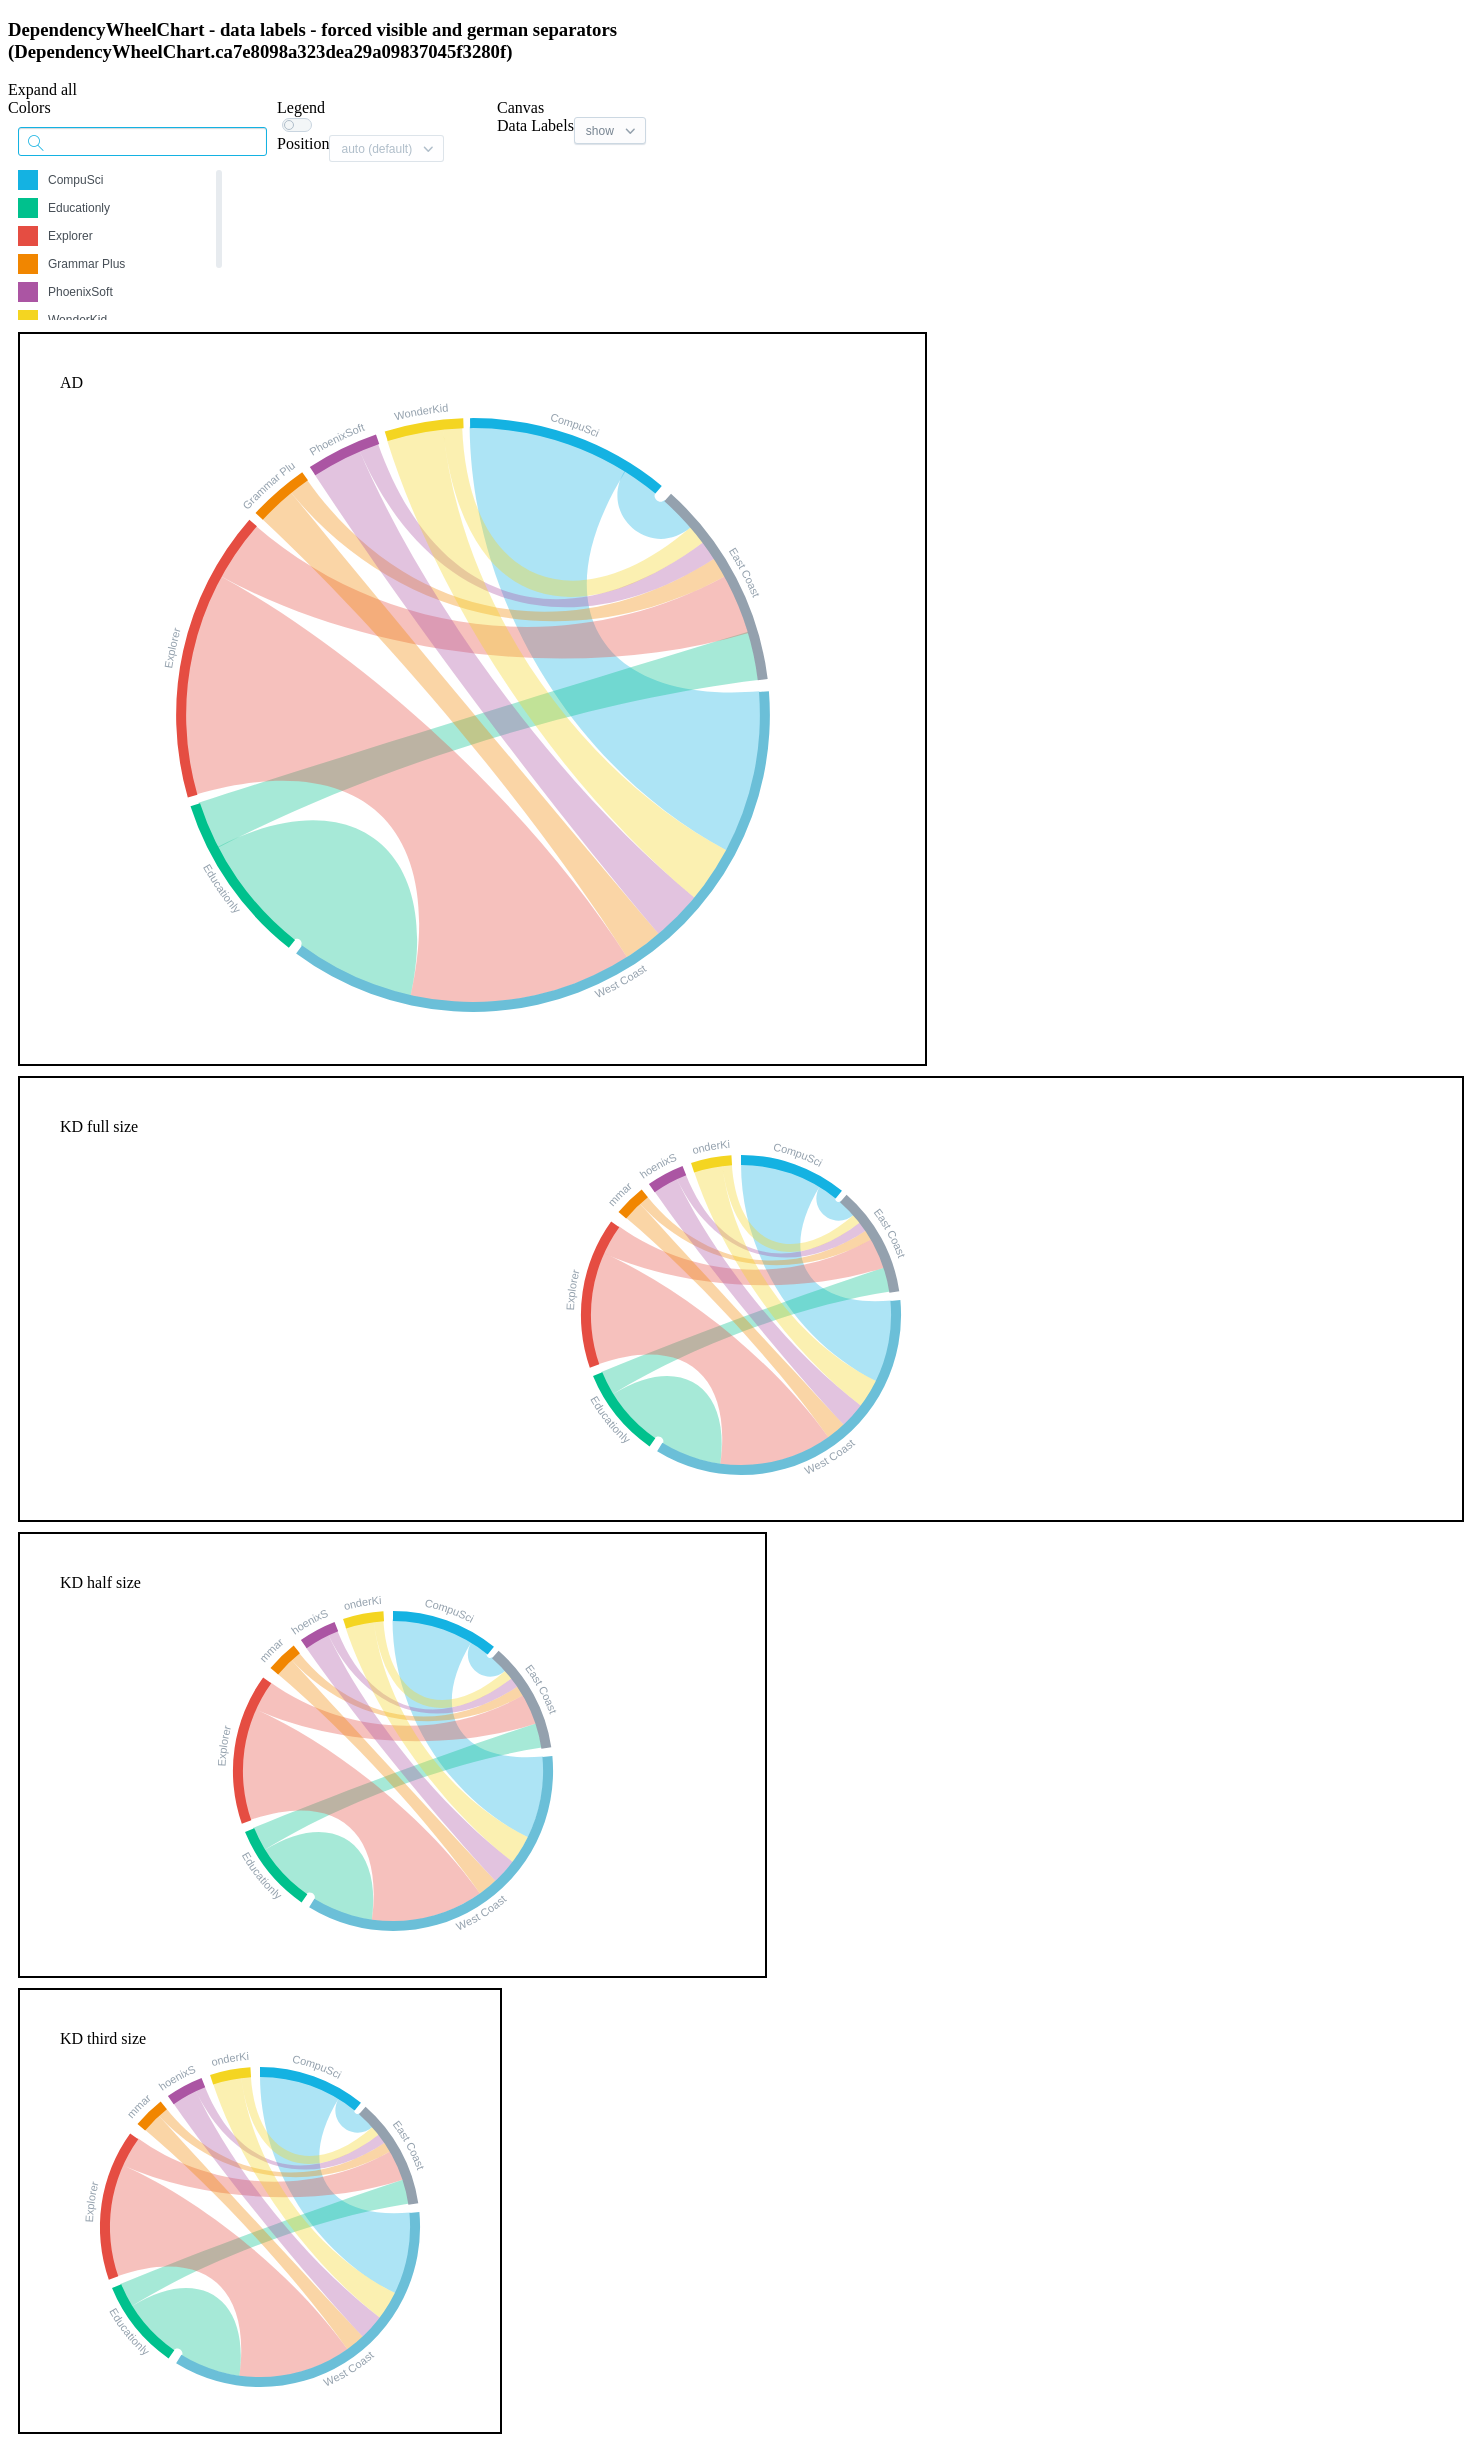 DependencyWheelChart - data labels - forced visible and german separators
(DependencyWheelChart.ca7e8098a323dea29a09837045f3280f)
Expand all
Colors
Legend
Position
auto (default)
Canvas
Data Labels
show
CompuSci
Educationly
Explorer
Grammar Plus
PhoenixSoft
WonderKid
AD
WonderKid
CompuSci
PhoenixSoft
Grammar Plu
East Coast
Explorer
Educationly
West Coast
KD full size
onderKi
CompuSci
hoenixS
mmar
East Coast
Explorer
Educationly
West Coast
KD half size
onderKi
CompuSci
hoenixS
mmar
East Coast
Explorer
Educationly
West Coast
KD third size
onderKi
CompuSci
hoenixS
mmar
East Coast
Explorer
Educationly
West Coast